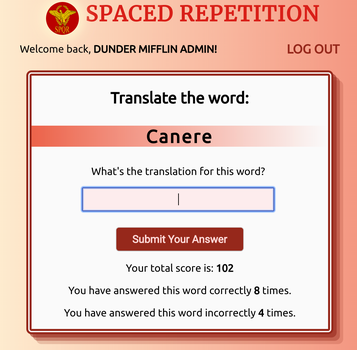 SPQR
SPACED REPETITION
Welcome back, DUNDER MIFFLIN ADMIN!
LOG OUT
Translate the word:
Canere
What's the translation for this word?
Submit Your Answer
Your total score is: 102
You have answered this word correctly 8 times.
You have answered this word incorrectly 4 times.